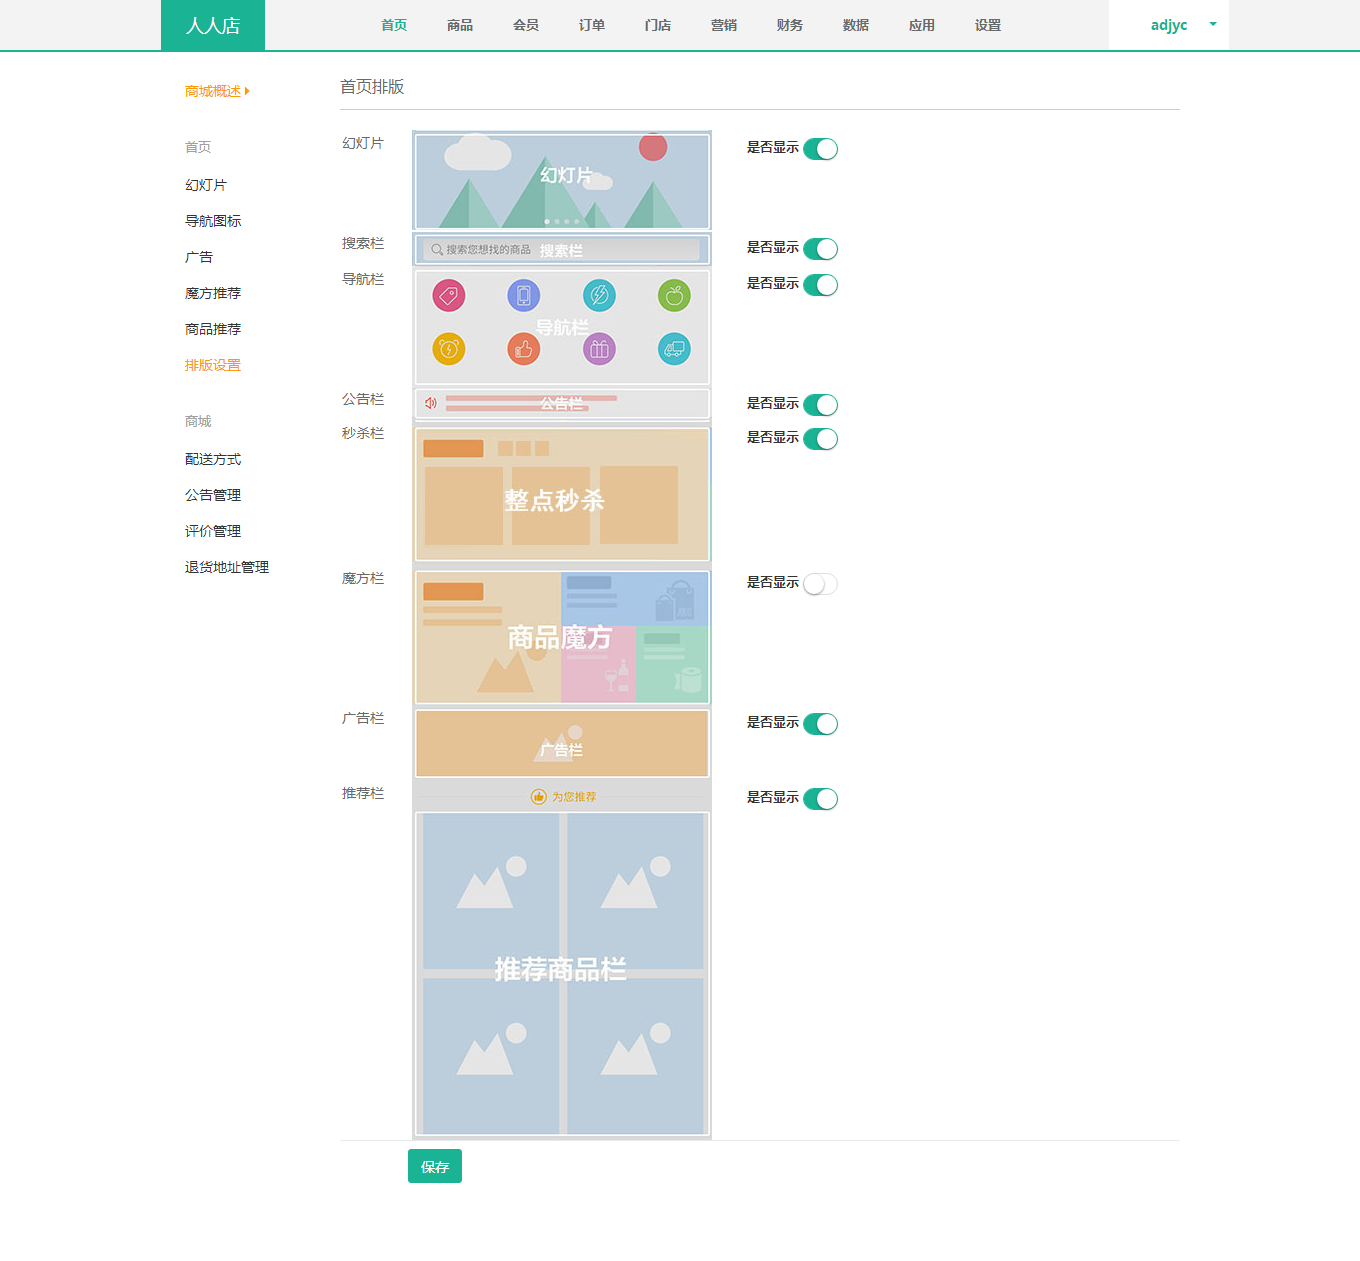 人人店
首页 商品 会员 订单 门店 营销 财务 数据 应用 设置
adjyc
商城概述
首页
幻灯片
导航图标
广告
魔方推荐
商品推荐
排版设置
商城
配送方式
公告管理
评价管理
退货地址管理
首页排版
幻灯片
幻灯片
是否显示
搜索栏
搜索您想找的商品
搜索栏
是否显示
导航栏
导航栏
是否显示
公告栏
公告栏
是否显示
秒杀栏
整点秒杀
是否显示
魔方栏
商品魔方
是否显示
广告栏
广告栏
是否显示
推荐栏
为您推荐
是否显示
推荐商品栏
保存